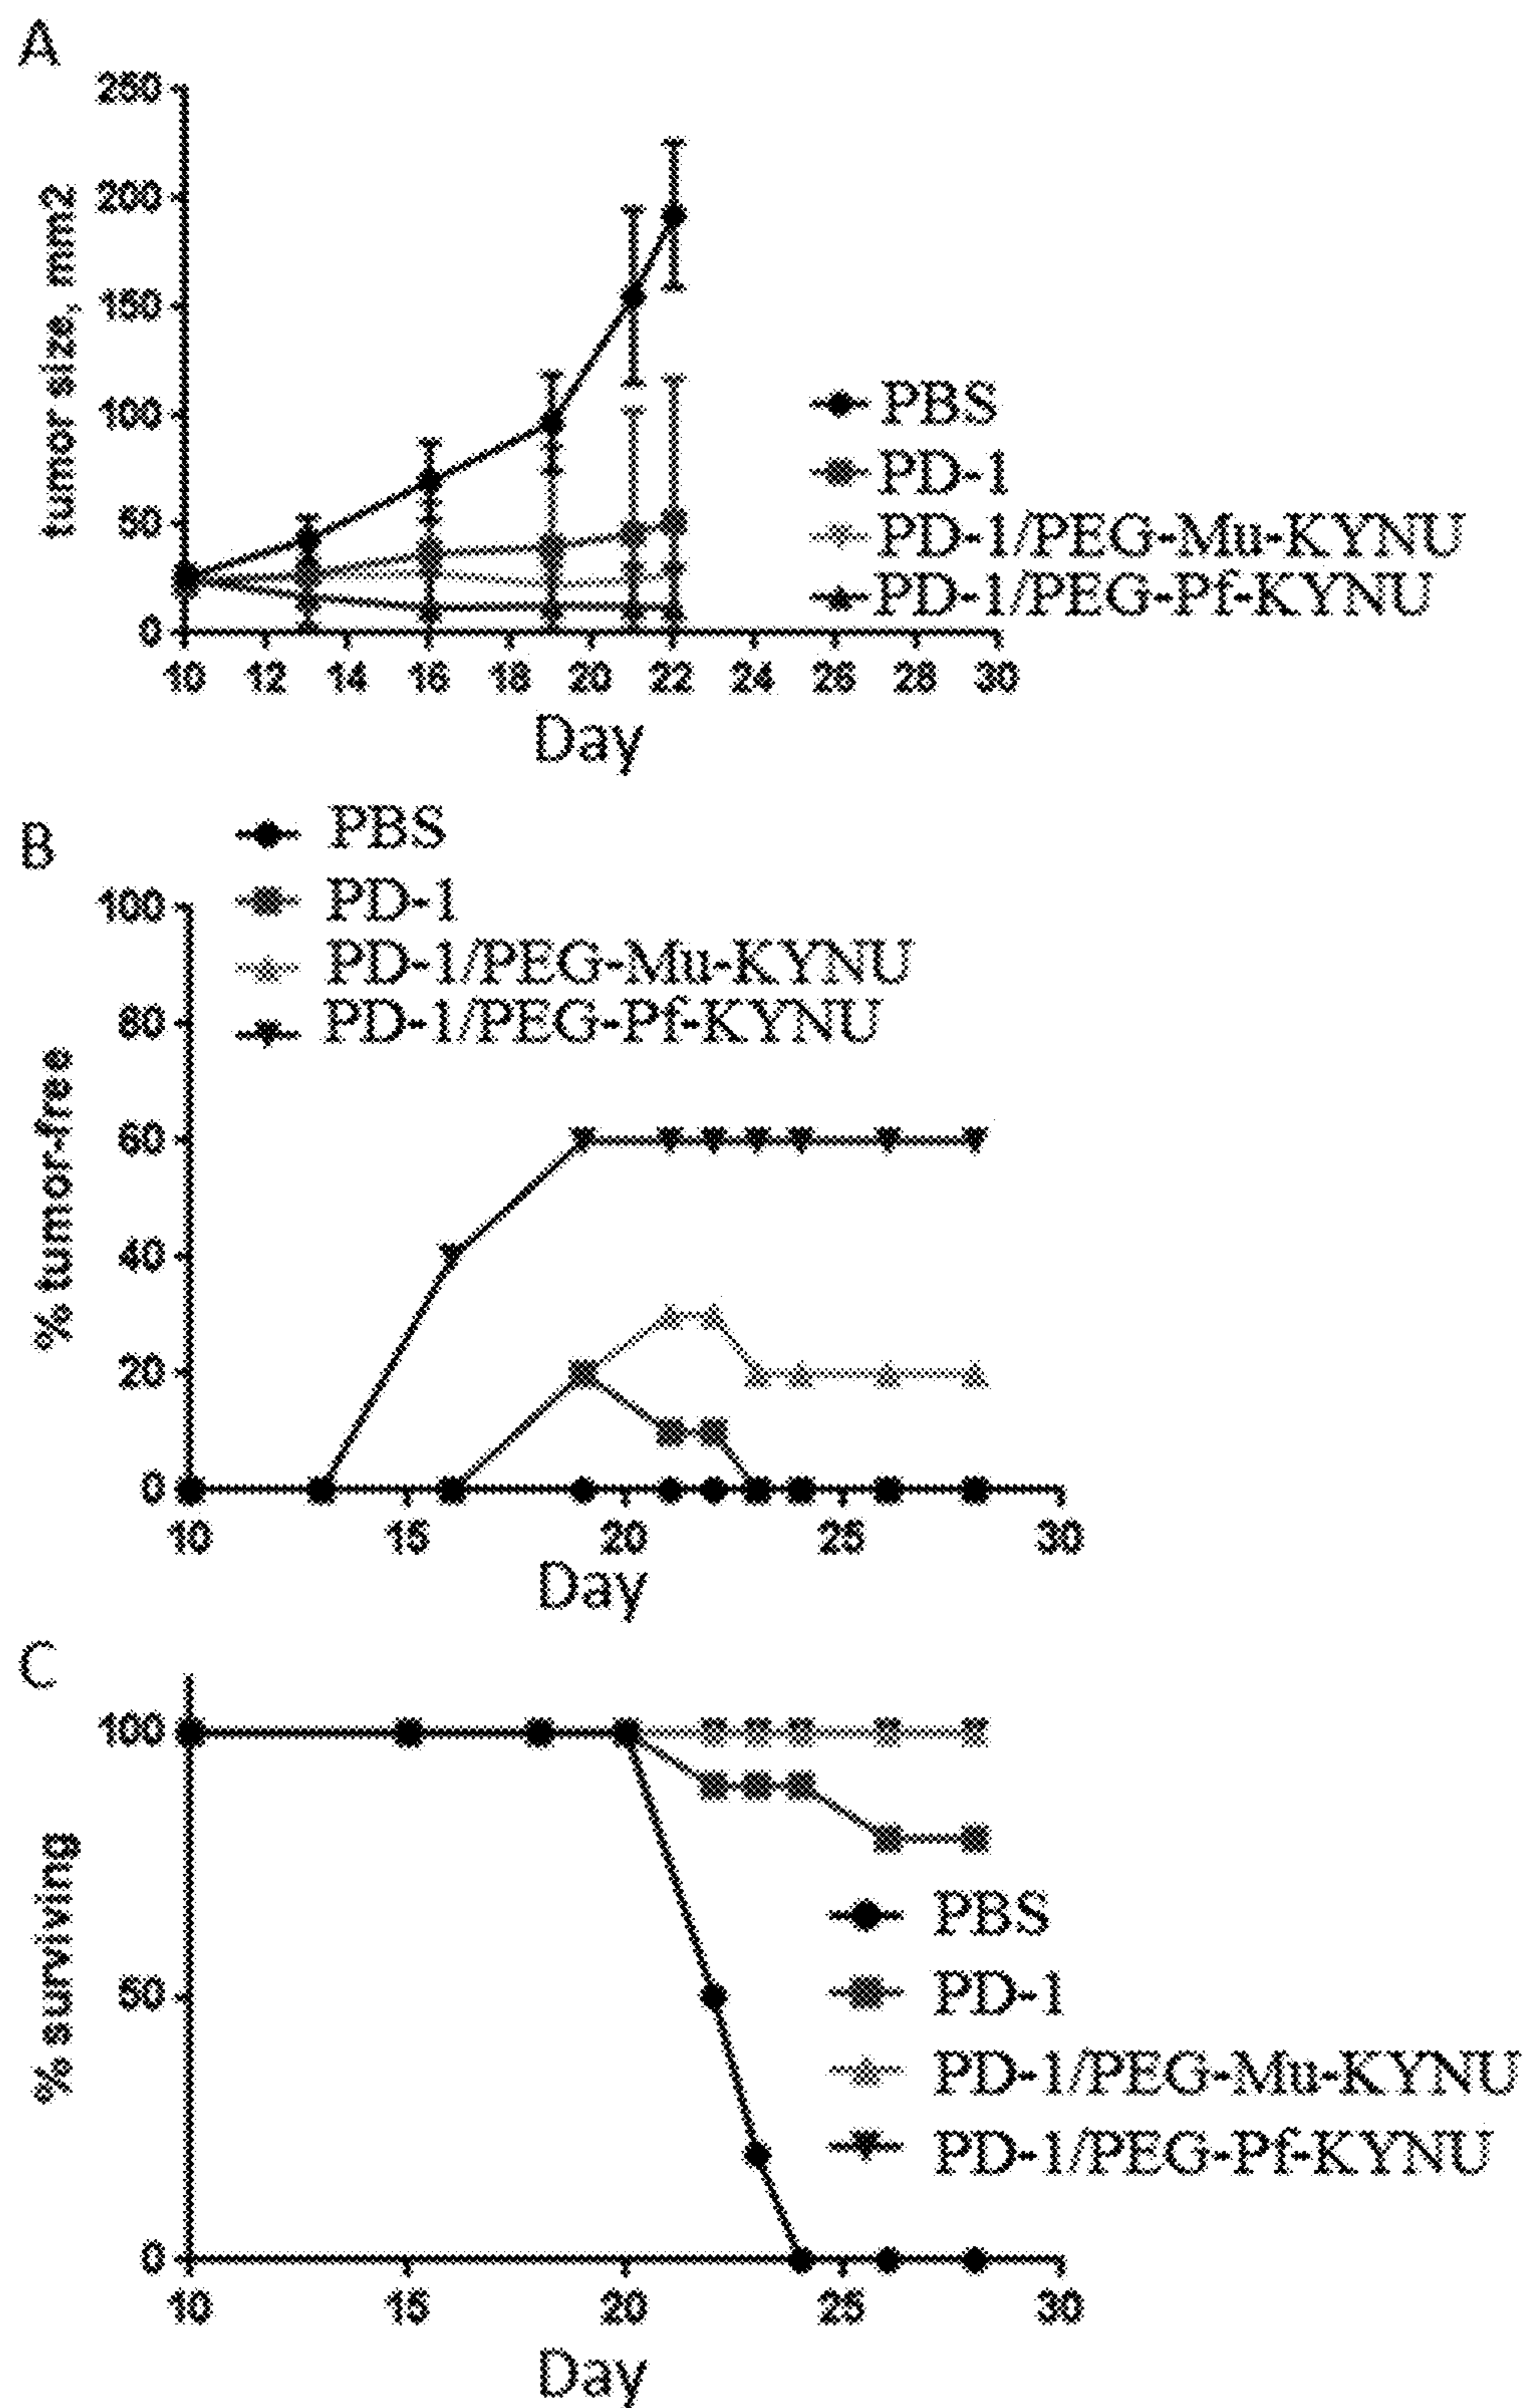 A
250
200
150
100
50
0
tumor size, mm2
10 12 14 16 18 20 22 24 26 28 30
Day
PBS
PD-1
PD-1/PEG-Mu-KYNU
PD-1/PEG-Pf-KYNU
B
PBS
PD-1
PD-1/PEG-Mu-KYNU
PD-1/PEG-Pf-KYNU
100
80
60
40
20
0
% tumor-free
10 15 20 25 30
Day
C
100
50
0
% surviving
PBS
PD-1
PD-1/PEG-Mu-KYNU
PD-1/PEG-Pf-KYNU
10 15 20 25 30
Day